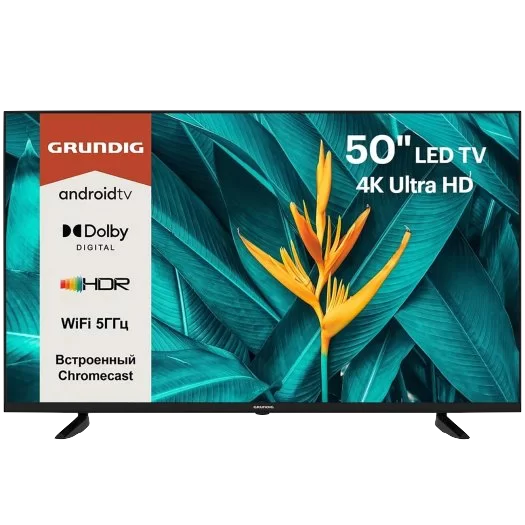 GRUNDIG
androidtv
Dolby
DIGITAL
HDR
WiFi 5ГГц
Встроенный
Chromecast
50" LED TV
4K Ultra HD
GRUNDIG